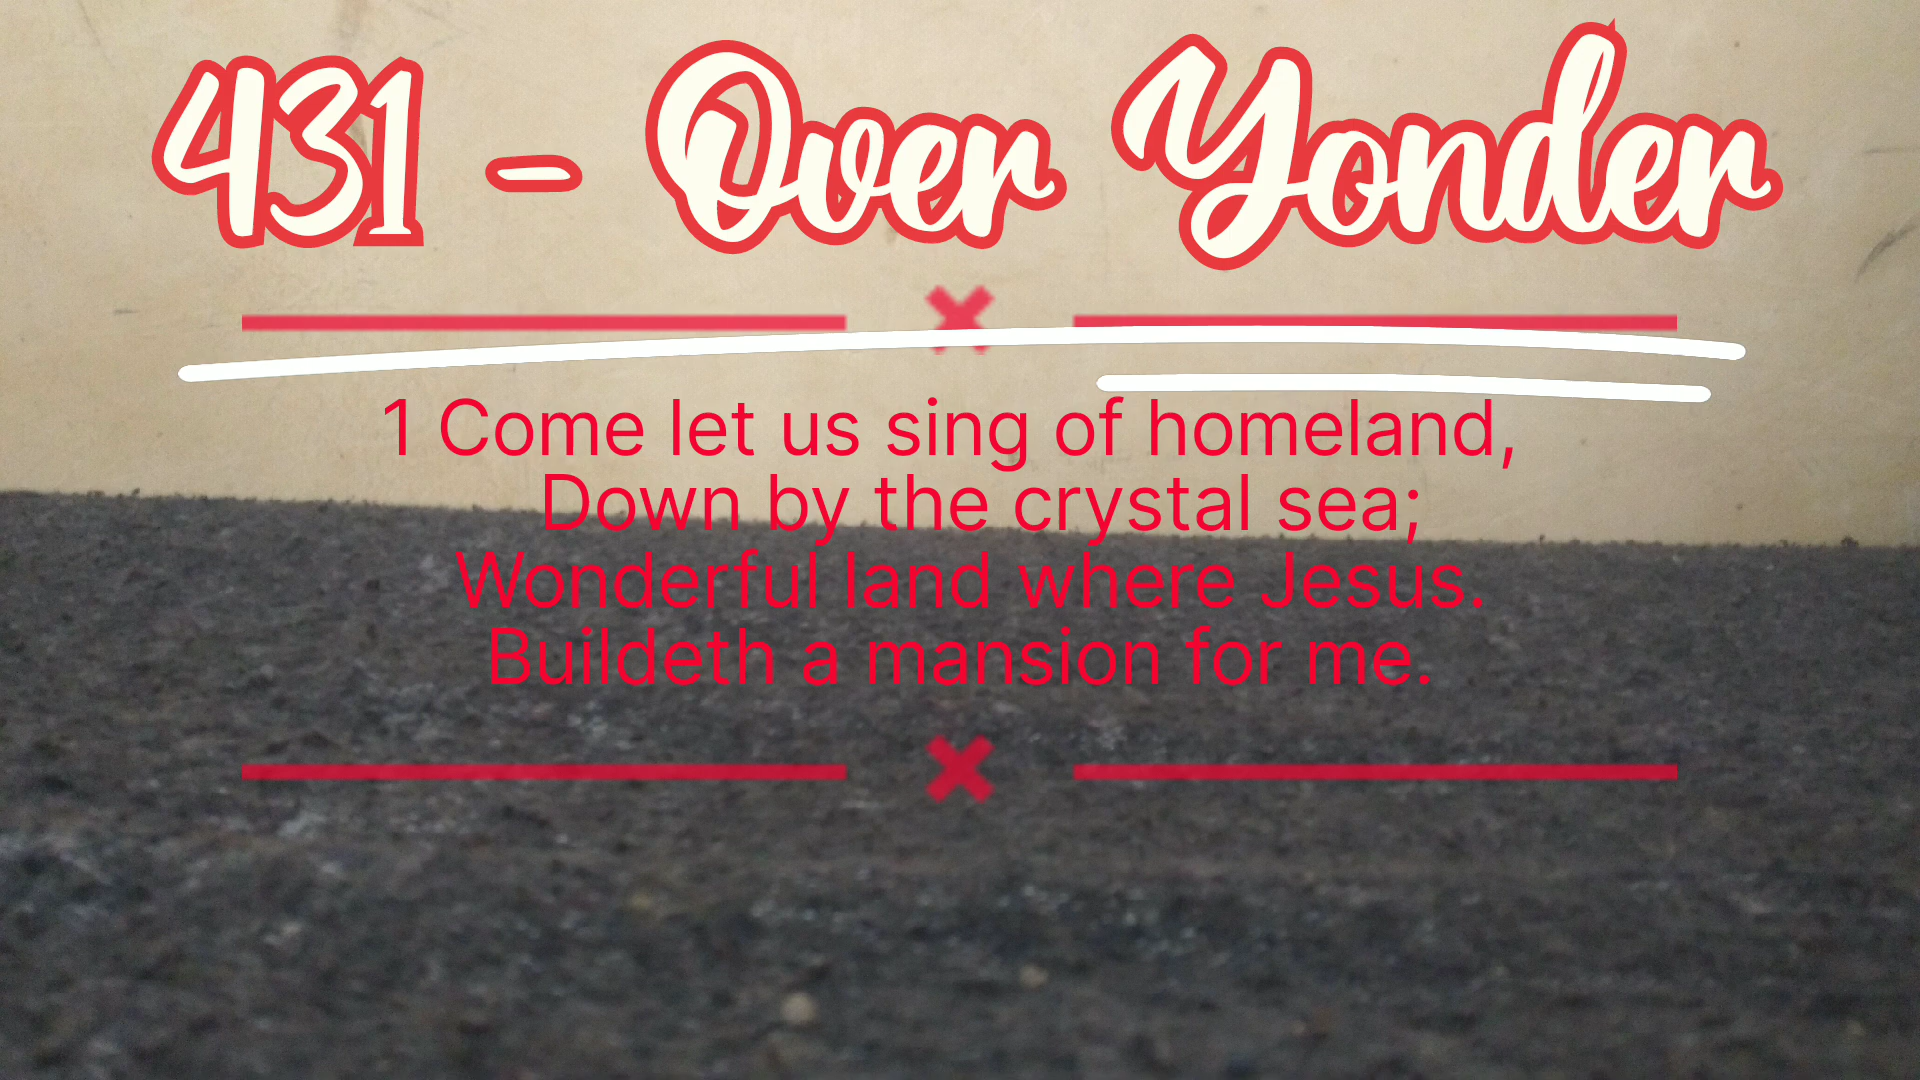 431 - Over Yonder
1 Come let us sing of homeland,
Down by the crystal sea;
Wonderful land where Jesus.
Buildeth a mansion for me.